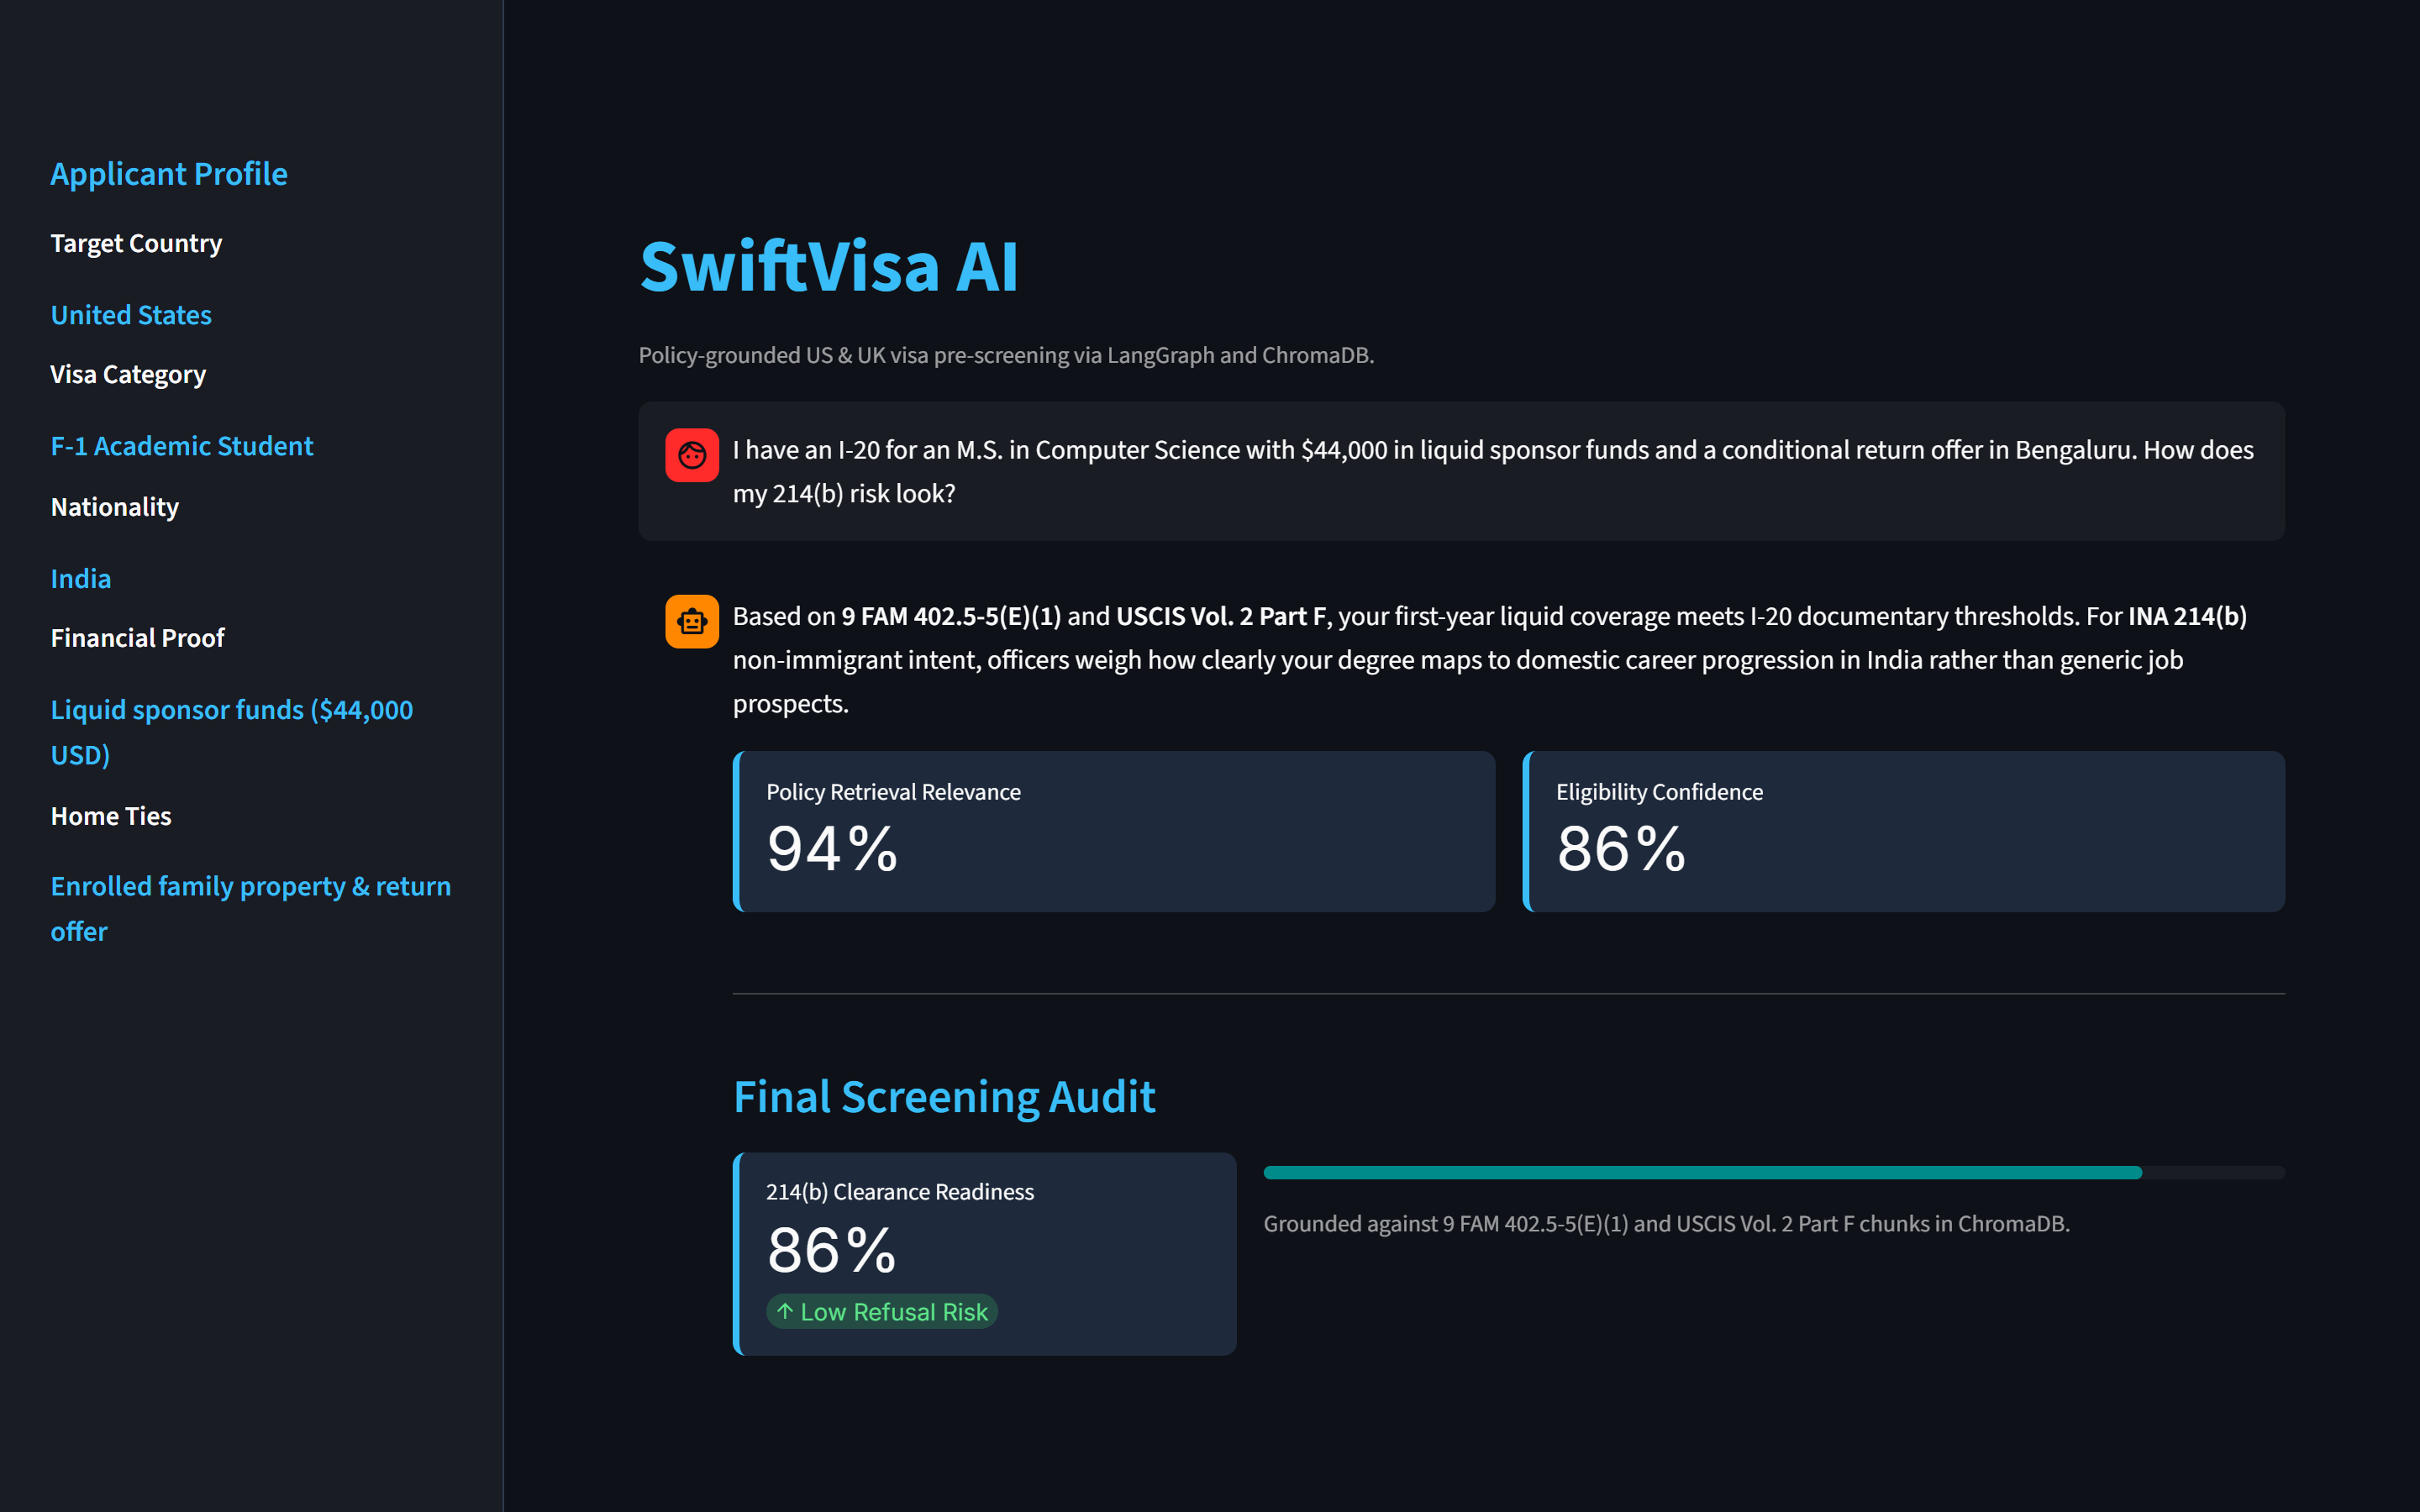 Applicant Profile
Target Country
United States
Visa Category
F-1 Academic Student
Nationality
India
Financial Proof
Liquid sponsor funds ($44,000
USD)
Home Ties
Enrolled family property & return
offer
SwiftVisa AI
Policy-grounded US & UK visa pre-screening via LangGraph and ChromaDB.
I have an I-20 for an M.S. in Computer Science with $44,000 in liquid sponsor funds and a conditional return offer in Bengaluru. How does
my 214(b) risk look?
Based on 9 FAM 402.5-5(E)(1) and USCIS Vol. 2 Part F, your first-year liquid coverage meets I-20 documentary thresholds. For INA 214(b)
non-immigrant intent, officers weigh how clearly your degree maps to domestic career progression in India rather than generic job
prospects.
Policy Retrieval Relevance
94%
Eligibility Confidence
86%
Final Screening Audit
214(b) Clearance Readiness
86%
↑ Low Refusal Risk
Grounded against 9 FAM 402.5-5(E)(1) and USCIS Vol. 2 Part F chunks in ChromaDB.